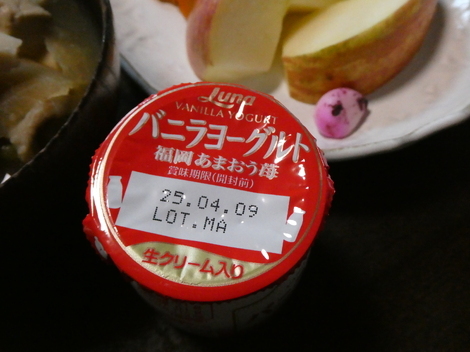 Luna
VANILLA YOGURT
バニラヨーグルト
福岡あまおう苺
賞味期限(開封前)
25.04.09
LOT.MA
生クリーム入り